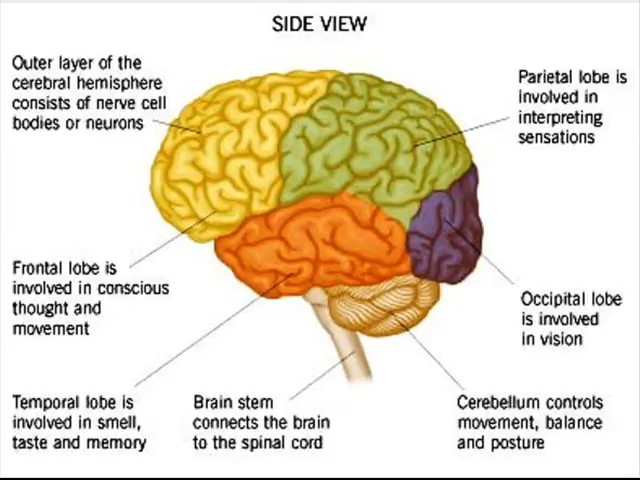 SIDE VIEW
Outer layer of the
cerebral hemisphere
consists of nerve cell
bodies or neurons
Parietal lobe is
involved in
interpreting
sensations
Frontal lobe is
involved in conscious
thought and
movement
Occipital lobe
is involved
in vision
Temporal lobe is
involved in smell,
taste and memory
Brain stem
connects the brain
to the spinal cord
Cerebellum controls
movement, balance
and posture